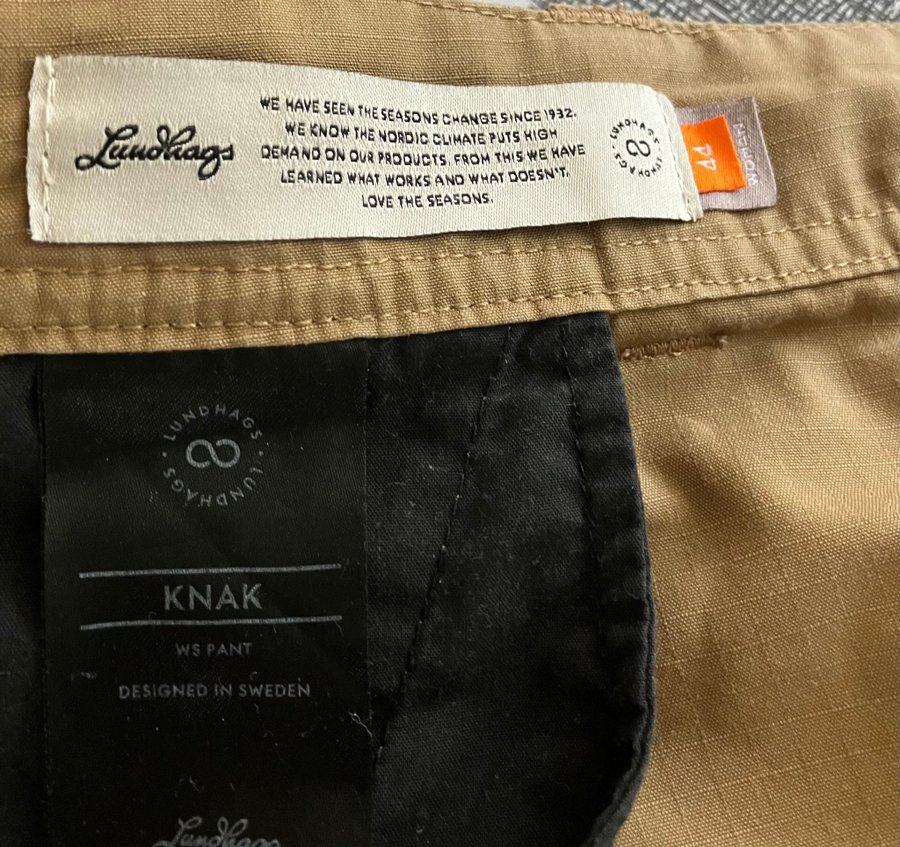 Lundhags
WE HAVE SEEN THE SEASONS CHANGE SINCE 1932.
WE KNOW THE NORDIC CLIMATE PUTS HIGH
DEMAND ON OUR PRODUCTS. FROM THIS WE HAVE
LEARNED WHAT WORKS AND WHAT DOESN'T.
LOVE THE SEASONS.
LUNDHAGS · LUNDHAGS ·
44
LUNDHAGS · LUNDHAGS ·
KNAK
WS PANT
DESIGNED IN SWEDEN
Lundhags